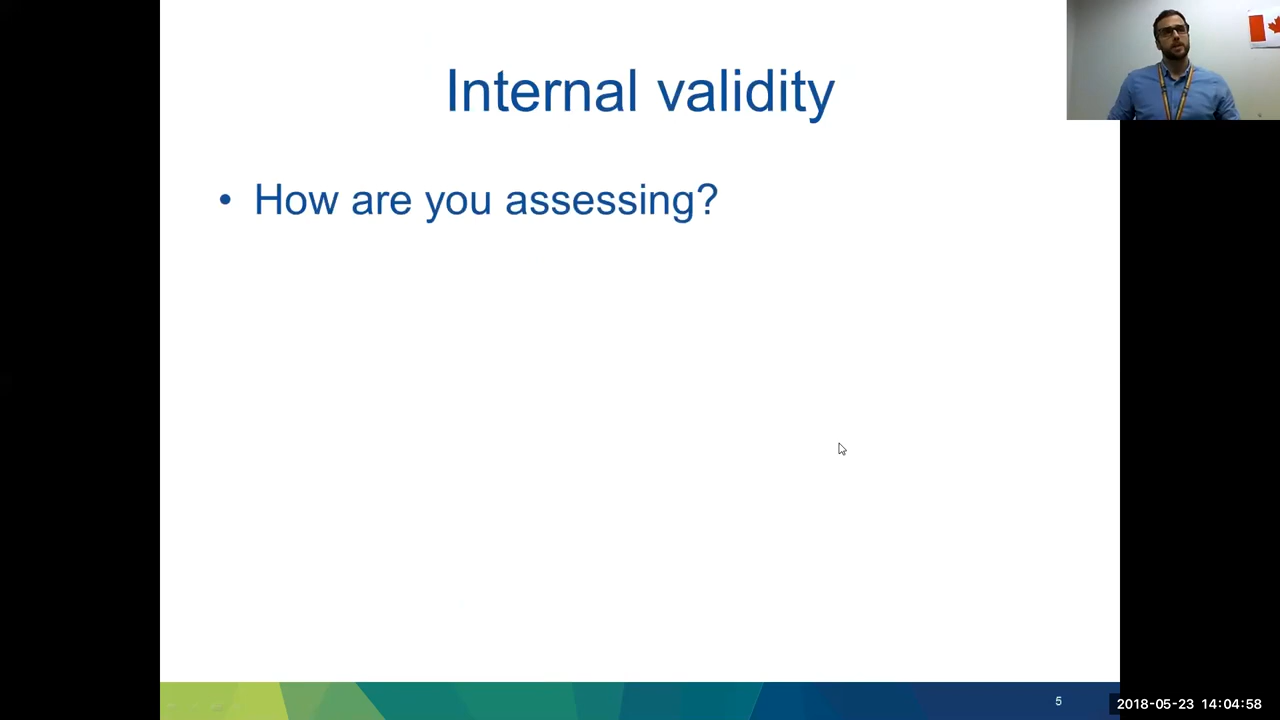 Internal validity
• How are you assessing?
5
2018-05-23 14:04:58